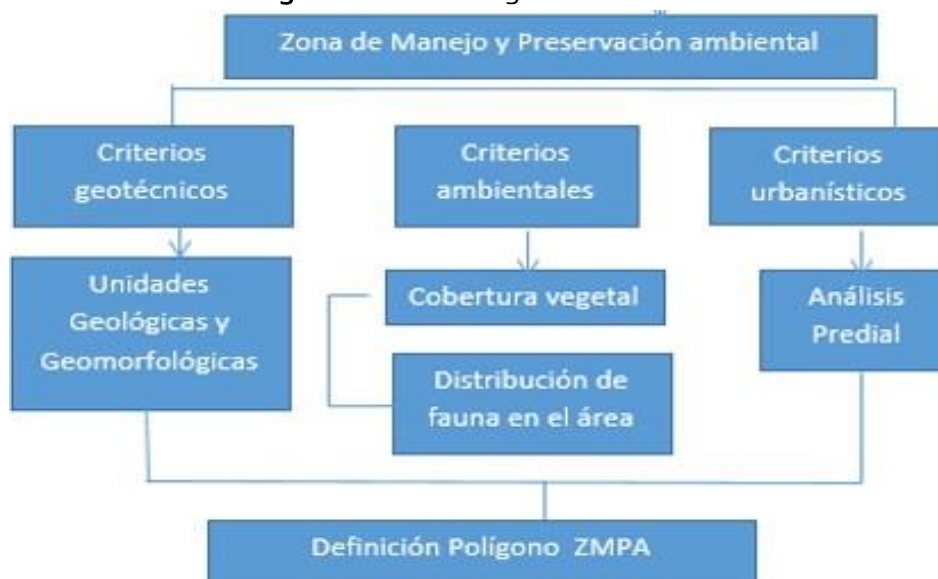 Zona de Manejo y Preservación ambiental
Criterios
geotécnicos
Criterios
ambientales
Criterios
urbanísticos
Unidades
Geológicas y
Geomorfológicas
Cobertura vegetal
Análisis
Predial
Distribución de
fauna en el área
Definición Polígono ZMPA